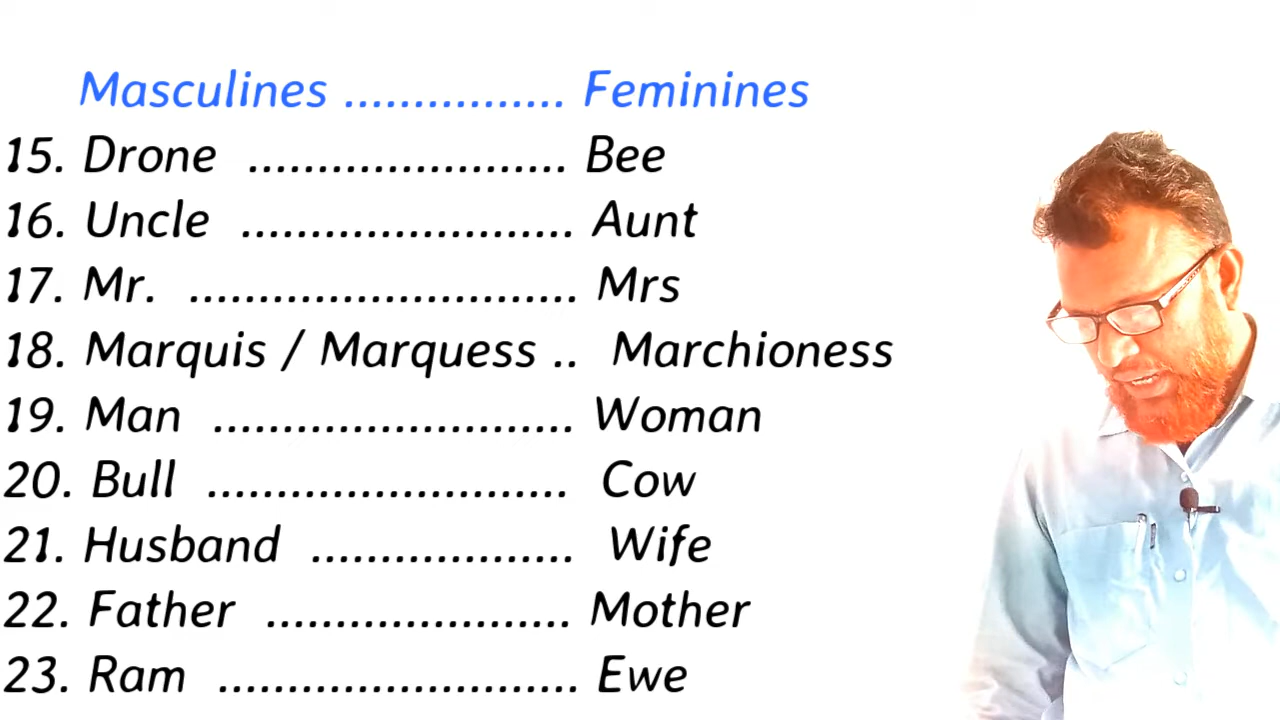 Masculines ................ Feminines
15. Drone ....................... Bee
16. Uncle ........................ Aunt
17. Mr. ............................ Mrs
18. Marquis / Marquess .. Marchioness
19. Man .......................... Woman
20. Bull .......................... Cow
21. Husband ................... Wife
22. Father ...................... Mother
23. Ram .......................... Ewe